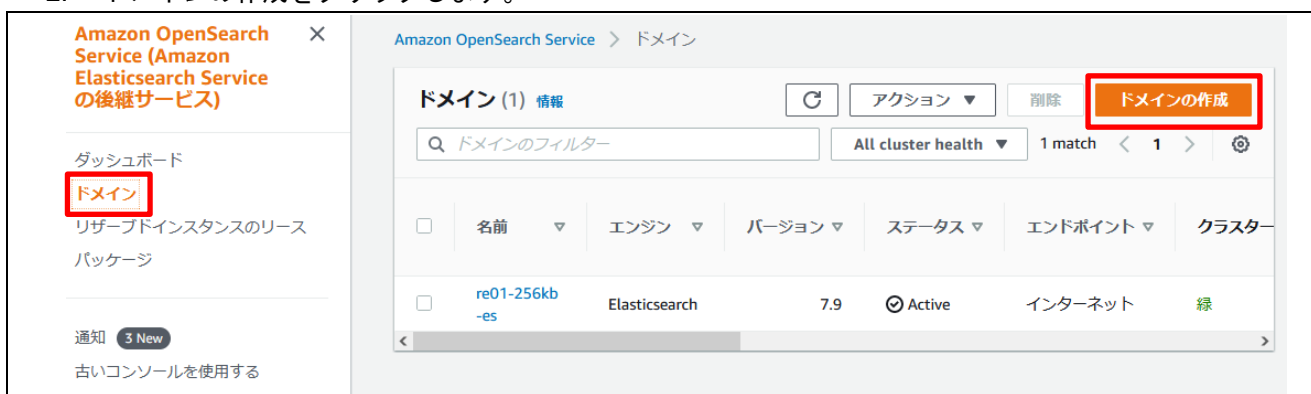 Amazon OpenSearch
Service (Amazon
Elasticsearch Service
の後継サービス)
ダッシュボード
ドメイン
リザーブドインスタンスのリース
パッケージ
通知 3 New
古いコンソールを使用する
Amazon OpenSearch Service > ドメイン
ドメイン (1) 情報
アクション ▼
削除
ドメインの作成
ドメインのフィルター
All cluster health ▼
1 match < 1 >
名前 エンジン バージョン ステータス エンドポイント クラスター
re01-256kb
-es
Elasticsearch 7.9 Active インターネット 緑